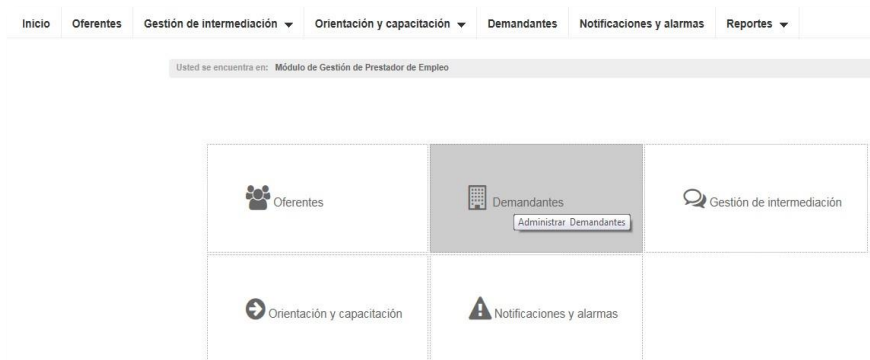 Inicio Oferentes Gestión de intermediación Orientación y capacitación Demandantes Notificaciones y alarmas Reportes
Usted se encuentra en: Módulo de Gestión de Prestador de Empleo
Oferentes Demandantes Gestión de intermediación
Administrar Demandantes
Orientación y capacitación Notificaciones y alarmas